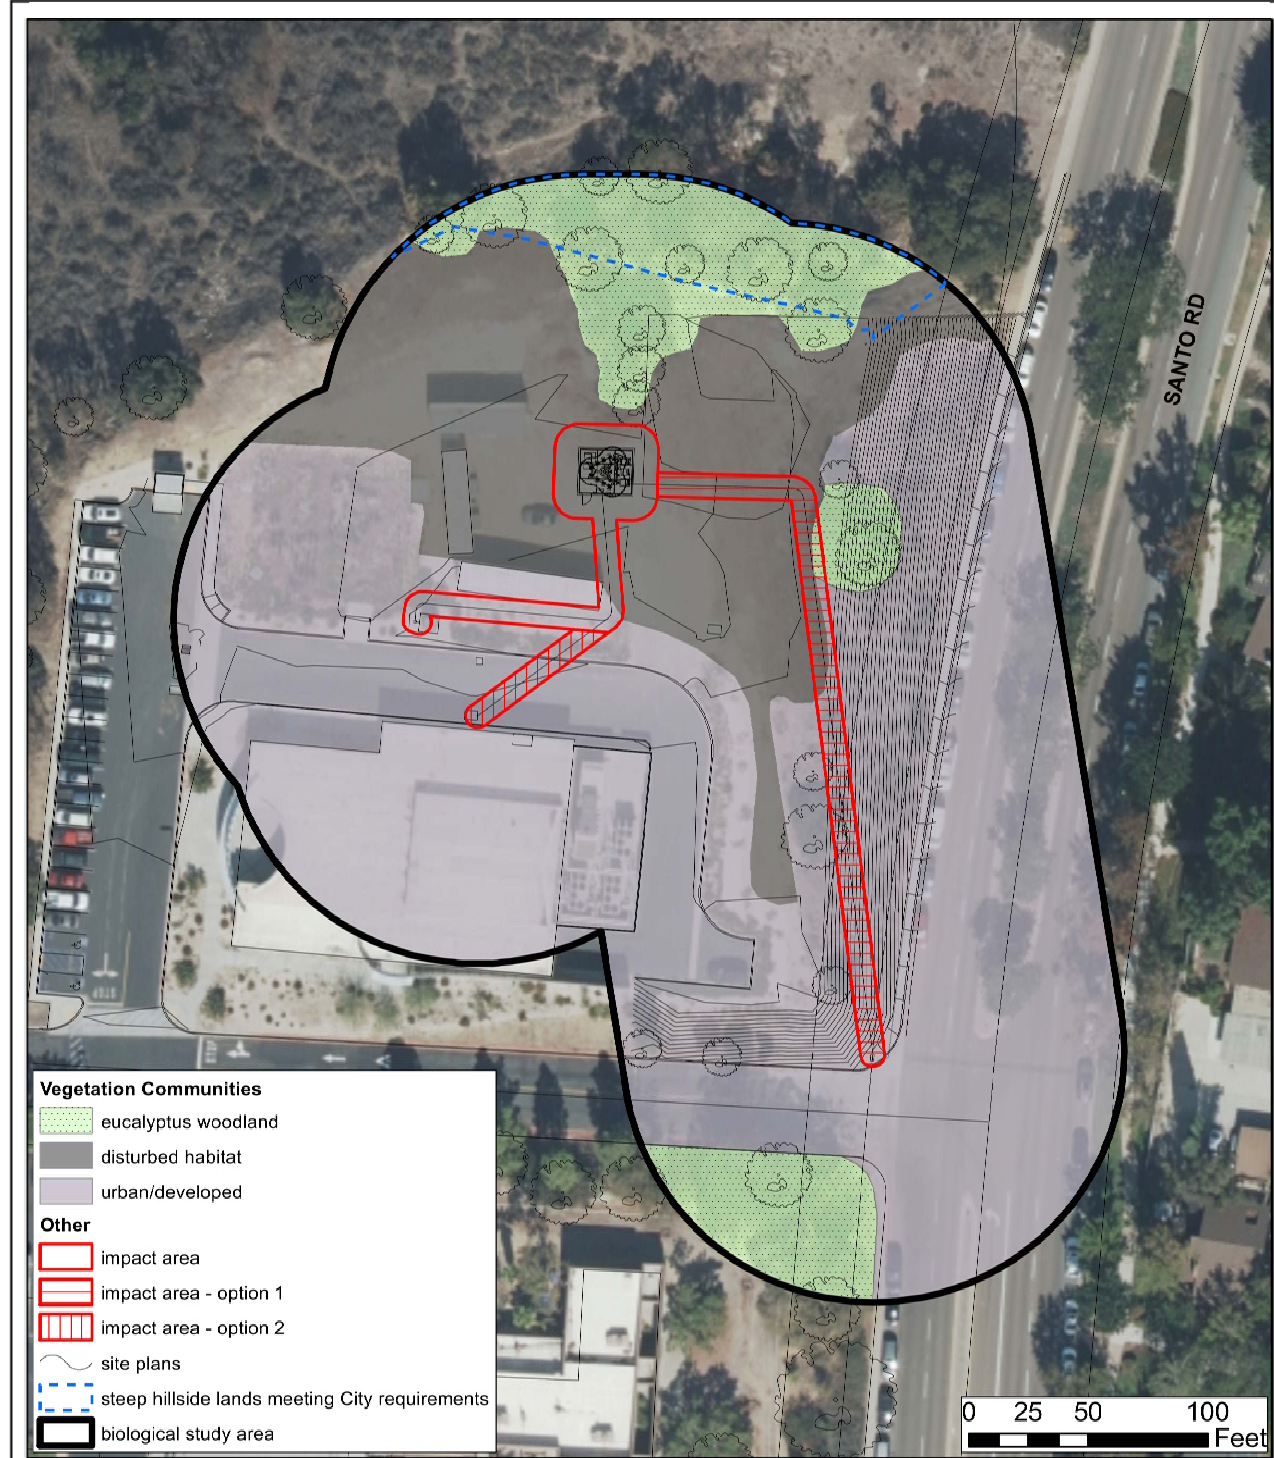 SANTO RD
STOP
Vegetation Communities
eucalyptus woodland
disturbed habitat
urban/developed
Other
impact area
impact area - option 1
impact area - option 2
site plans
steep hillside lands meeting City requirements
biological study area
0 25 50 100
Feet